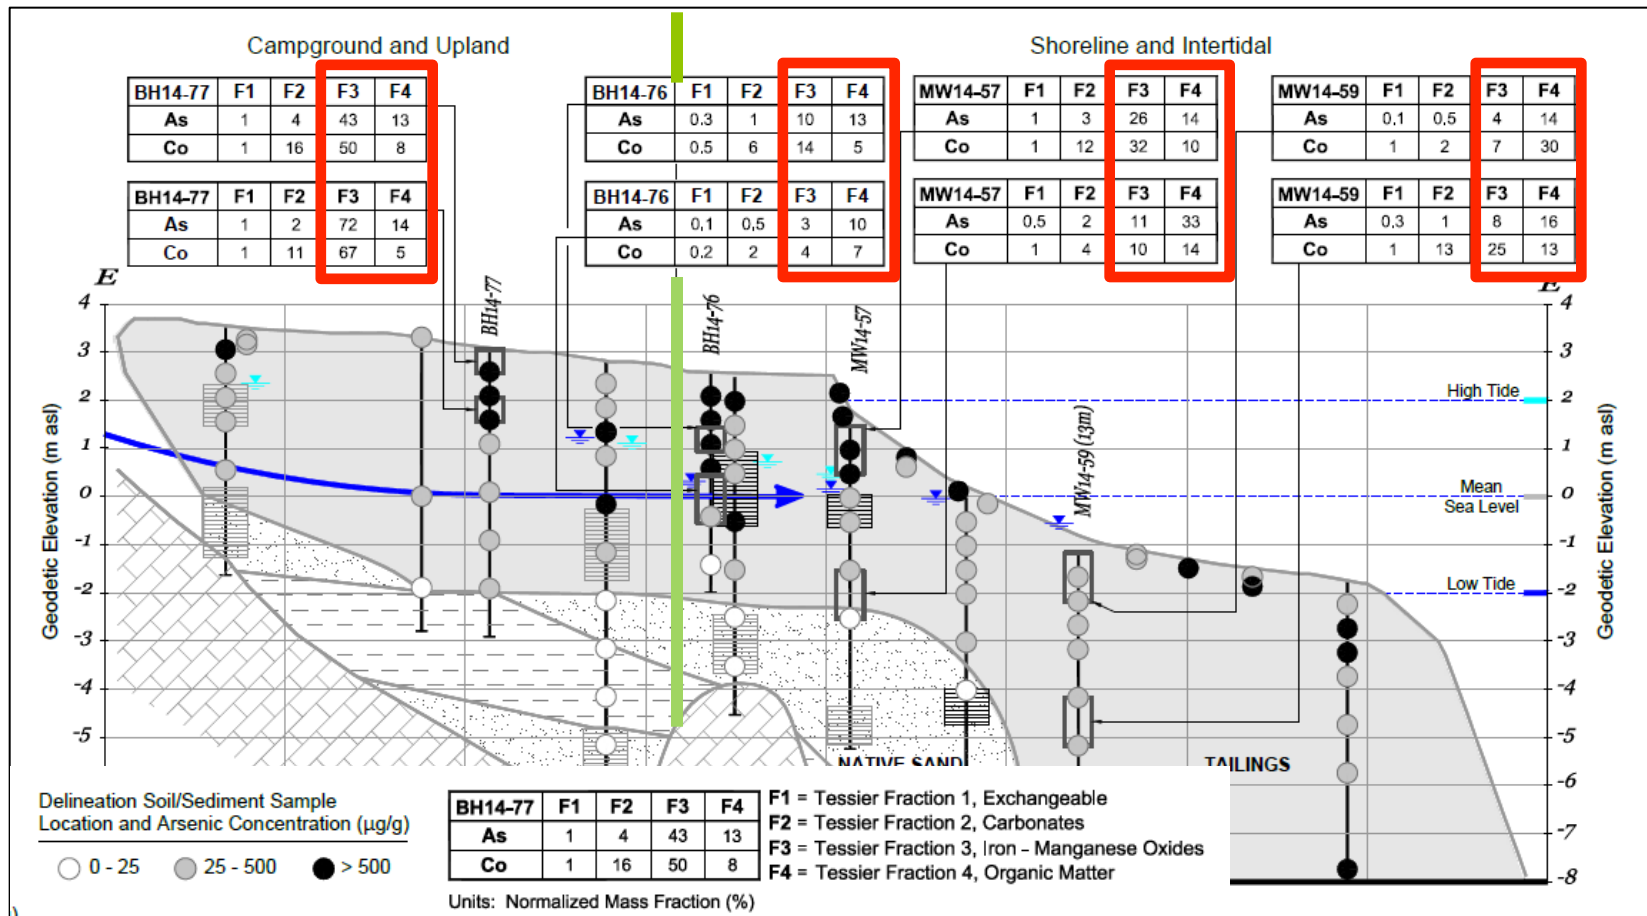 Campground and Upland
Shoreline and Intertidal
BH14-77 F1 F2 F3 F4
As 1 4 43 13
Co 1 16 50 8
BH14-76 F1 F2 F3 F4
As 0.3 1 10 13
Co 0.5 6 14 5
MW14-57 F1 F2 F3 F4
As 1 3 26 14
Co 1 12 32 10
MW14-59 F1 F2 F3 F4
As 0.1 0.5 4 14
Co 1 2 7 30
BH14-77 F1 F2 F3 F4
As 1 2 72 14
Co 1 11 67 5
BH14-76 F1 F2 F3 F4
As 0.1 0.5 3 10
Co 0.2 2 4 7
MW14-57 F1 F2 F3 F4
As 0.5 2 11 33
Co 1 4 10 14
MW14-59 F1 F2 F3 F4
As 0.3 1 8 16
Co 1 13 25 13
E
E
BH14-77
BH14-76
MW14-57
MW14-59 (13m)
4
3
2
1
0
-1
-2
-3
-4
-5
Geodetic Elevation (m asl)
4
3
2
1
0
-1
-2
-3
-4
-5
-6
-7
-8
Geodetic Elevation (m asl)
High Tide
Mean
Sea Level
Low Tide
NATIVE SAND
TAILINGS
Delineation Soil/Sediment Sample
Location and Arsenic Concentration (µg/g)
0 - 25
25 - 500
> 500
BH14-77 F1 F2 F3 F4
As 1 4 43 13
Co 1 16 50 8
Units: Normalized Mass Fraction (%)
F1 = Tessier Fraction 1, Exchangeable
F2 = Tessier Fraction 2, Carbonates
F3 = Tessier Fraction 3, Iron - Manganese Oxides
F4 = Tessier Fraction 4, Organic Matter